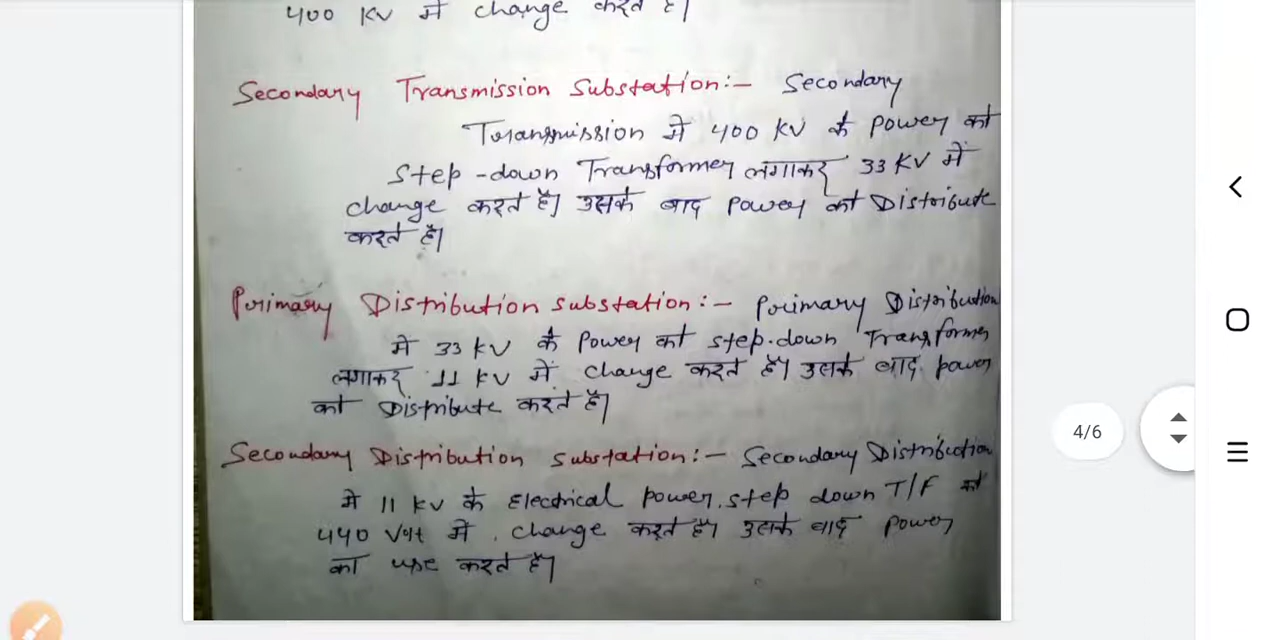 400 KV में change करते है।
Secondary Transmission Substation:- Secondary
Transmission में 400 KV के Power को
Step-down Transformer लगाकर 33 KV में
change करते है। उसके बाद Power को Distribute
करते है।
Primary Distribution Substation:- Primary Distribution
में 33 KV के Power को step-down Transformer
लगाकर 11 KV में change करते है। उसके बाद power
को Distribute करते है।
Secondary Distribution Substation:- Secondary Distribution
में 11 KV के Electrical power step down T/F को
440 Volt में change करते है। उसके बाद Power
का use करते है।
4/6